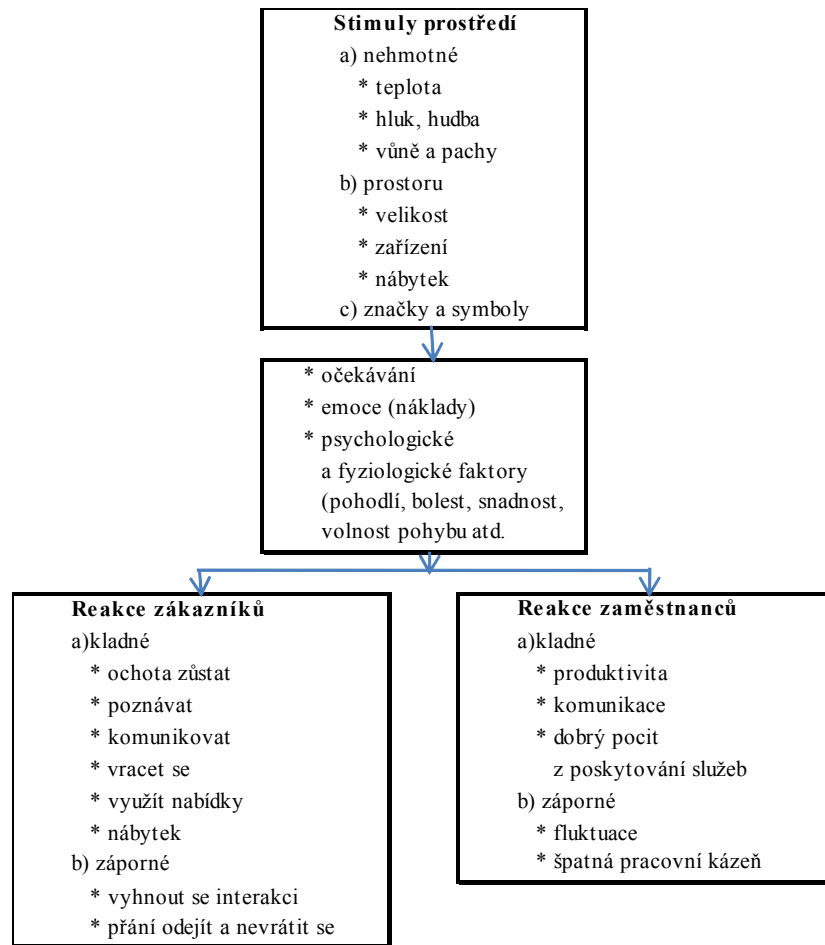 Stimuly prostředí
a) nehmotné
* teplota
* hluk, hudba
* vůně a pachy
b) prostoru
* velikost
* zařízení
* nábytek
c) značky a symboly
* očekávání
* emoce (náklady)
* psychologické
a fyziologické faktory
(pohodlí, bolest, snadnost,
volnost pohybu atd.
Reakce zákazníků
a)kladné
* ochota zůstat
* poznávat
* komunikovat
* vracet se
* využít nabídky
* nábytek
b) záporné
* vyhnout se interakci
* přání odejít a nevrátit se
Reakce zaměstnanců
a)kladné
* produktivita
* komunikace
* dobrý pocit
z poskytování služeb
b) záporné
* fluktuace
* špatná pracovní kázeň